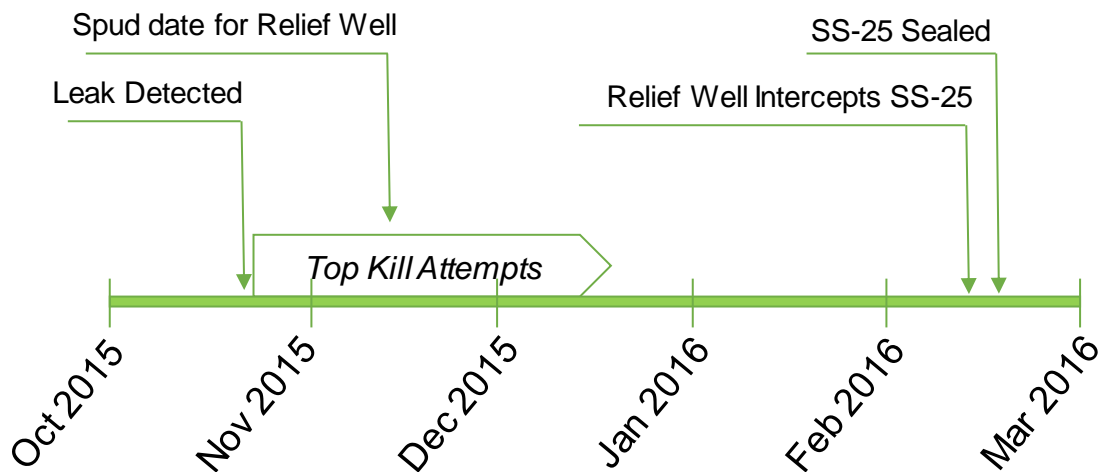 Spud date for Relief Well
SS-25 Sealed
Leak Detected
Relief Well Intercepts SS-25
Top Kill Attempts
Oct 2015
Nov 2015
Dec 2015
Jan 2016
Feb 2016
Mar 2016